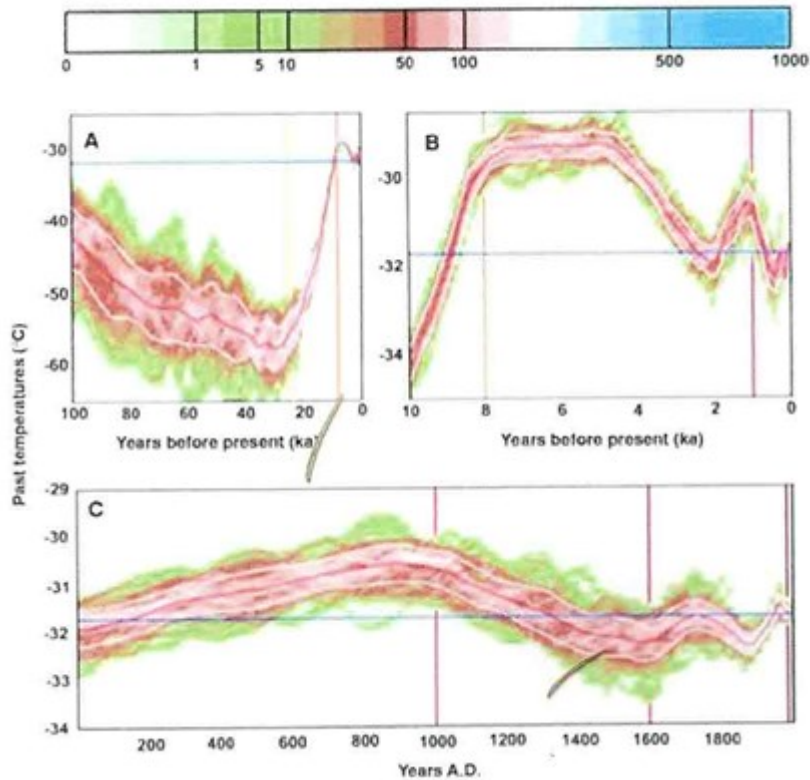 0 1 5 10 50 100 500 1000
A
-30
-40
-50
-60
100 80 60 40 20 0
Years before present (ka)
B
-30
-32
-34
10 8 6 4 2 0
Years before present (ka)
Past temperatures (°C)
C
-29
-30
-31
-32
-33
-34
200 400 600 800 1000 1200 1400 1600 1800
Years A.D.